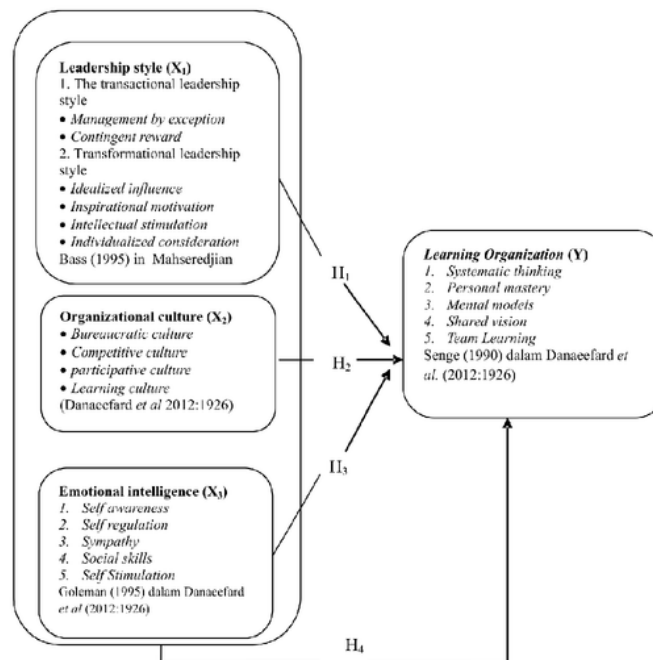 Leadership style (X₁)
1. The transactional leadership
style
• Management by exception
• Contingent reward
2. Transformational leadership
style
• Idealized influence
• Inspirational motivation
• Intellectual stimulation
• Individualized consideration
Bass (1995) in Mahseredjian
H₁
Organizational culture (X₂)
• Bureaucratic culture
• Competitive culture
• participative culture
• Learning culture
(Danaeefard et al 2012:1926)
H₂
Emotional intelligence (X₃)
1. Self awareness
2. Self regulation
3. Sympathy
4. Social skills
5. Self Stimulation
Goleman (1995) dalam Danaeefard
et al (2012:1926)
H₃
Learning Organization (Y)
1. Systematic thinking
2. Personal mastery
3. Mental models
4. Shared vision
5. Team Learning
Senge (1990) dalam Danaeefard et
al. (2012:1926)
H₄